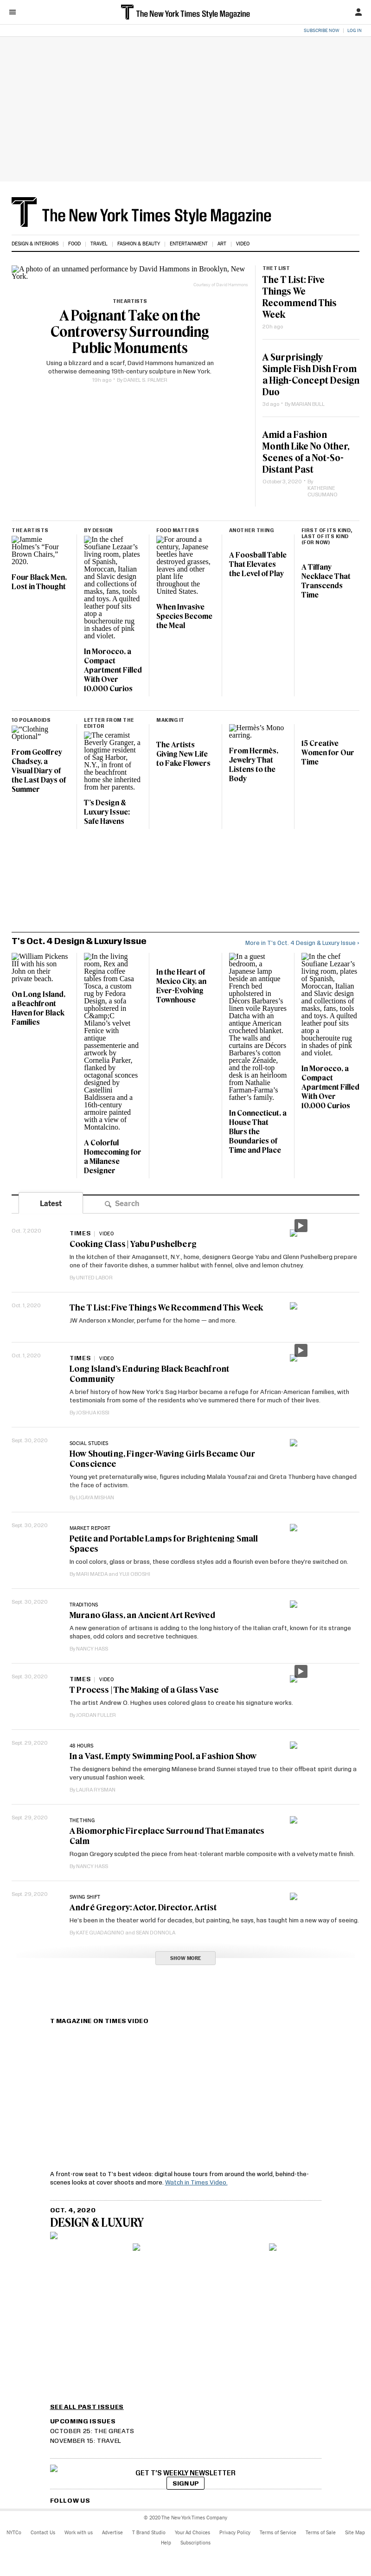 The New York Times Style Magazine
SUBSCRIBE NOW
LOG IN
The New York Times Style Magazine
DESIGN & INTERIORS
FOOD
TRAVEL
FASHION & BEAUTY
ENTERTAINMENT
ART
VIDEO
A photo of an unnamed performance by David Hammons in Brooklyn, New York.
Courtesy of David Hammons
THE ARTISTS
A Poignant Take on the
Controversy Surrounding
Public Monuments
Using a blizzard and a scarf, David Hammons humanized an
otherwise demeaning 19th-century sculpture in New York.
19h ago
By DANIEL S. PALMER
THE T LIST
The T List: Five
Things We
Recommend This
Week
20h ago
A Surprisingly
Simple Fish Dish From
a High-Concept Design
Duo
3d ago
By MARIAN BULL
Amid a Fashion
Month Like No Other,
Scenes of a Not-So-
Distant Past
October 2, 2020
By
KATHERINE
CUSUMANO
THE ARTISTS
Jammie
Holmes's "Four
Brown Chairs,"
2020.
Four Black Men,
Lost in Thought
BY DESIGN
In the chef
Soufiane Lezaar's
living room, plates
of Spanish,
Moroccan, Italian
and Slavic design
and collections of
masks, fans, tools
and toys. A quilted
leather pouf sits
atop a
boucherouite rug
in shades of pink
and violet.
In Morocco, a
Compact
Apartment Filled
With Over
10,000 Curios
FOOD MATTERS
For around a
century, Japanese
beetles have
destroyed grasses,
leaves and other
plant life
throughout the
United States.
When Invasive
Species Become
the Meal
ANOTHER THING
A Foosball Table
That Elevates
the Level of Play
FIRST OF ITS KIND,
LAST OF ITS KIND
(FOR NOW)
A Tiffany
Necklace That
Transcends
Time
10 POLAROIDS
"Clothing
Optional"
From Geoffrey
Chadsey, a
Visual Diary of
the Last Days of
Summer
LETTER FROM THE
EDITOR
The ceramist
Beverly Granger, a
longtime resident
of Sag Harbor,
N.Y., in front of
the beachfront
home she inherited
from her parents.
T's Design &
Luxury Issue:
Safe Havens
MAKING IT
The Artists
Giving New Life
to Fake Flowers
Hermès's Mono
earring.
From Hermès,
Jewelry That
Listens to the
Body
15 Creative
Women for Our
Time
T's Oct. 4 Design & Luxury Issue
More in T's Oct. 4 Design & Luxury Issue »
William Pickens
III with his son
John on their
private beach.
On Long Island,
a Beachfront
Haven for Black
Families
In the living
room, Rex and
Regina coffee
tables from Casa
Tosca, a custom
rug by Fedora
Design, a sofa
upholstered in
C&amp;C
Milano's velvet
Fenice with
antique
passementerie and
artwork by
Cornelia Parker,
flanked by
octagonal sconces
designed by
Casellini
Baldissera and a
16th-century
armoire painted
with a view of
Montalcino.
A Colorful
Homecoming for
a Milanese
Designer
In the Heart of
Mexico City, an
Ever-Evolving
Townhouse
In a guest
bedroom, a
Japanese lamp
beside an antique
French bed
upholstered in
Décors Barbares's
linen voile Rayures
Datcha with an
antique American
crocheted blanket.
The walls and
curtains are Décors
Barbares's cotton
percale Zénaïde,
and the roll-top
desk is an heirloom
from Nathalie
Farman-Farma's
father's family.
In Connecticut, a
House That
Blurs the
Boundaries of
Time and Place
In the chef
Soufiane Lezaar's
living room, plates
of Spanish,
Moroccan, Italian
and Slavic design
and collections of
masks, fans, tools
and toys. A quilted
leather pouf sits
atop a
boucherouite rug
in shades of pink
and violet.
In Morocco, a
Compact
Apartment Filled
With Over
10,000 Curios
Latest
Search
Oct. 7, 2020
TIMES
VIDEO
Cooking Class | Yabu Pushelberg
In the kitchen of their Amagansett, N.Y., home, designers George Yabu and Glenn Pushelberg prepare
one of their favorite dishes, a summer halibut with fennel, olive and lemon chutney.
By UNITED LABOR
Oct. 1, 2020
The T List: Five Things We Recommend This Week
JW Anderson x Moncler, perfume for the home — and more.
Oct. 1, 2020
TIMES
VIDEO
Long Island's Enduring Black Beachfront
Community
A brief history of how New York's Sag Harbor became a refuge for African-American families, with
testimonials from some of the residents who've summered there for much of their lives.
By JOSHUA KISSI
Sept. 30, 2020
SOCIAL STUDIES
How Shouting, Finger-Waving Girls Became Our
Conscience
Young yet preternaturally wise, figures including Malala Yousafzai and Greta Thunberg have changed
the face of activism.
By LIGAYA MISHAN
Sept. 30, 2020
MARKET REPORT
Petite and Portable Lamps for Brightening Small
Spaces
In cool colors, glass or brass, these cordless styles add a flourish even before they're switched on.
By MARI MAEDA and YUJI OBOSHI
Sept. 30, 2020
TRADITIONS
Murano Glass, an Ancient Art Revived
A new generation of artisans is adding to the long history of the Italian craft, known for its strange
shapes, odd colors and secretive techniques.
By NANCY HASS
Sept. 30, 2020
TIMES
VIDEO
T Process | The Making of a Glass Vase
The artist Andrew O. Hughes uses colored glass to create his signature works.
By JORDAN FULLER
Sept. 29, 2020
48 HOURS
In a Vast, Empty Swimming Pool, a Fashion Show
The designers behind the emerging Milanese brand Sunnei stayed true to their offbeat spirit during a
very unusual fashion week.
By LAURA RYSMAN
Sept. 29, 2020
THE THING
A Biomorphic Fireplace Surround That Emanates
Calm
Rogan Gregory sculpted the piece from heat-tolerant marble composite with a velvety matte finish.
By NANCY HASS
Sept. 29, 2020
SWING SHIFT
André Gregory: Actor, Director, Artist
He's been in the theater world for decades, but painting, he says, has taught him a new way of seeing.
By KATE GUADAGNINO and SEAN DONNOLA
SHOW MORE
T MAGAZINE ON TIMES VIDEO
A front-row seat to T's best videos: digital house tours from around the world, behind-the-
scenes looks at cover shoots and more. Watch in Times Video.
OCT. 4, 2020
DESIGN & LUXURY
SEE ALL PAST ISSUES
UPCOMING ISSUES
OCTOBER 25: THE GREATS
NOVEMBER 15: TRAVEL
GET T'S WEEKLY NEWSLETTER
SIGN UP
FOLLOW US
© 2020 The New York Times Company
NYTCo
Contact Us
Work with us
Advertise
T Brand Studio
Your Ad Choices
Privacy Policy
Terms of Service
Terms of Sale
Site Map
Help
Subscriptions